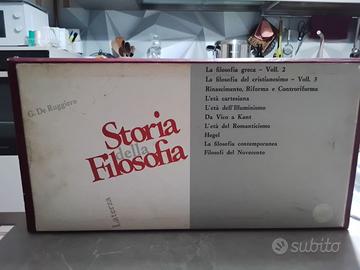 G. De Ruggiero
Storia
della
Filosofia
Laterza
La filosofia greca - Voll. 2
La filosofia del cristianesimo - Voll. 3
Rinascimento, Riforma e Controriforma
L'età cartesiana
L'età dell'Illuminismo
Da Vico a Kant
L'età del Romanticismo
Hegel
La filosofia contemporanea
Filosofi del Novecento
subito